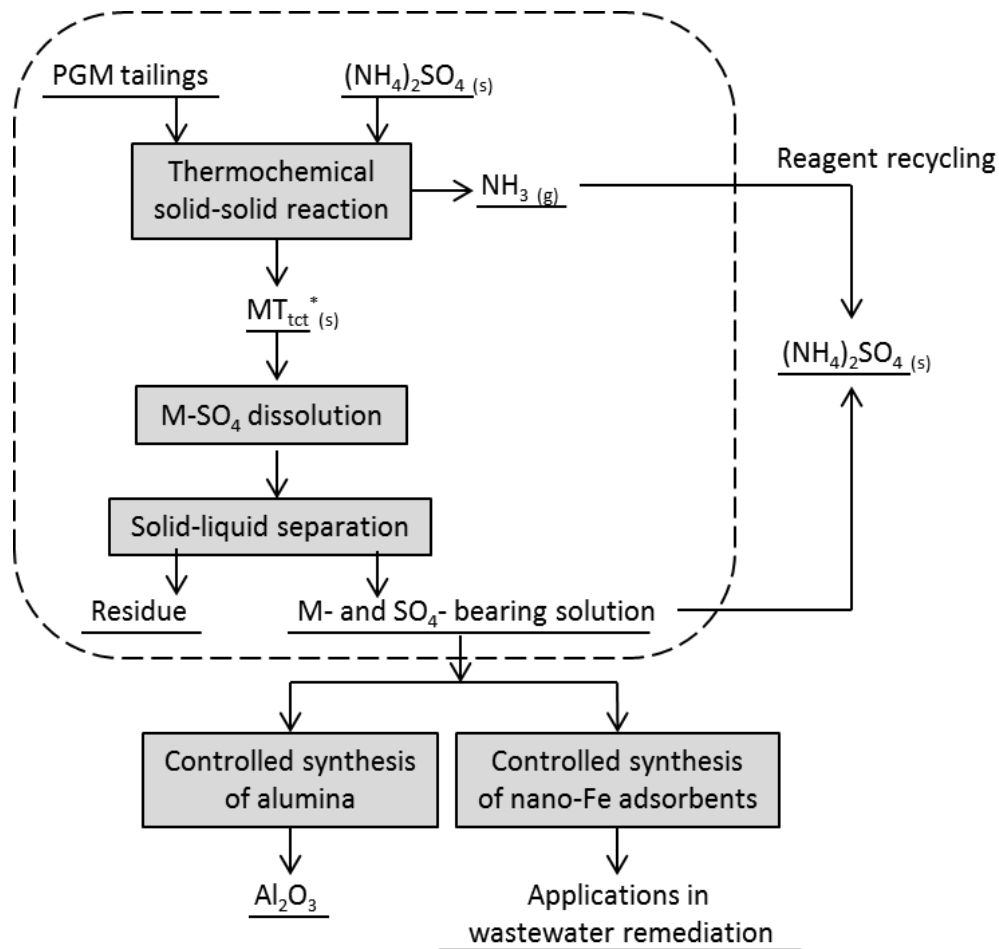 PGM tailings
(NH₄)₂SO₄ (s)
Thermochemical
solid-solid reaction
NH₃ (g)
Reagent recycling
MTtct* (s)
(NH₄)₂SO₄ (s)
M-SO₄ dissolution
Solid-liquid separation
Residue
M- and SO₄- bearing solution
Controlled synthesis
of alumina
Controlled synthesis
of nano-Fe adsorbents
Al₂O₃
Applications in
wastewater remediation